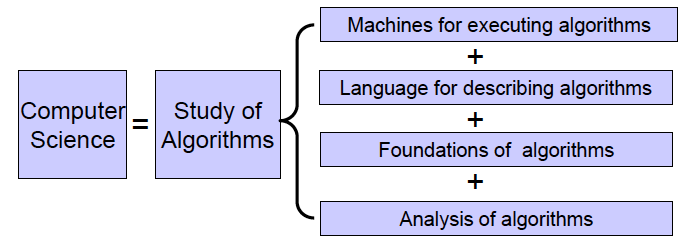 Computer
Science
=
Study of
Algorithms
Machines for executing algorithms
+
Language for describing algorithms
+
Foundations of  algorithms
+
Analysis of algorithms